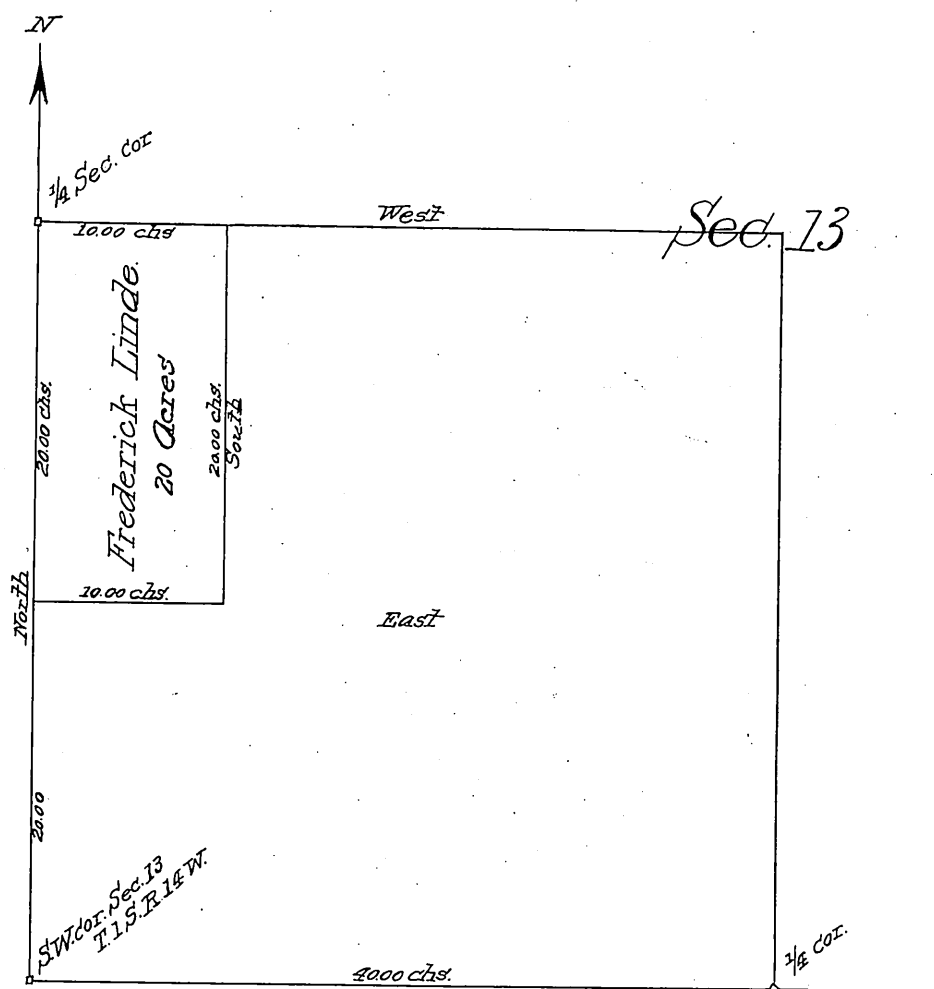 N
1/4 Sec. cor
West
Sec. 13
10.00 chs
Frederick Linde.
20 Acres
20.00 chs.
20.00 chs.
South
North
10.00 chs.
East
20.00
S.W. cor. Sec. 13
T. 1 S. R. 14 W.
40.00 chs.
1/4 Cor.